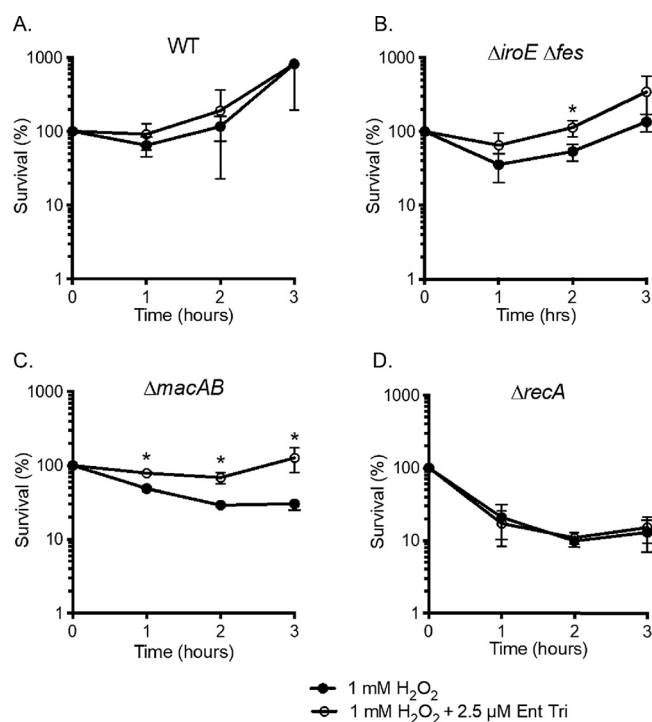 A.
WT
1000
100
10
1
Survival (%)
0 1 2 3
Time (hours)
B.
ΔiroE Δfes
1000
100
10
1
Survival (%)
*
0 1 2 3
Time (hrs)
C.
ΔmacAB
1000
100
10
1
Survival (%)
* * *
0 1 2 3
Time (hours)
D.
ΔrecA
1000
100
10
1
Survival (%)
0 1 2 3
Time (hours)
1 mM H₂O₂
1 mM H₂O₂ + 2.5 µM Ent Tri